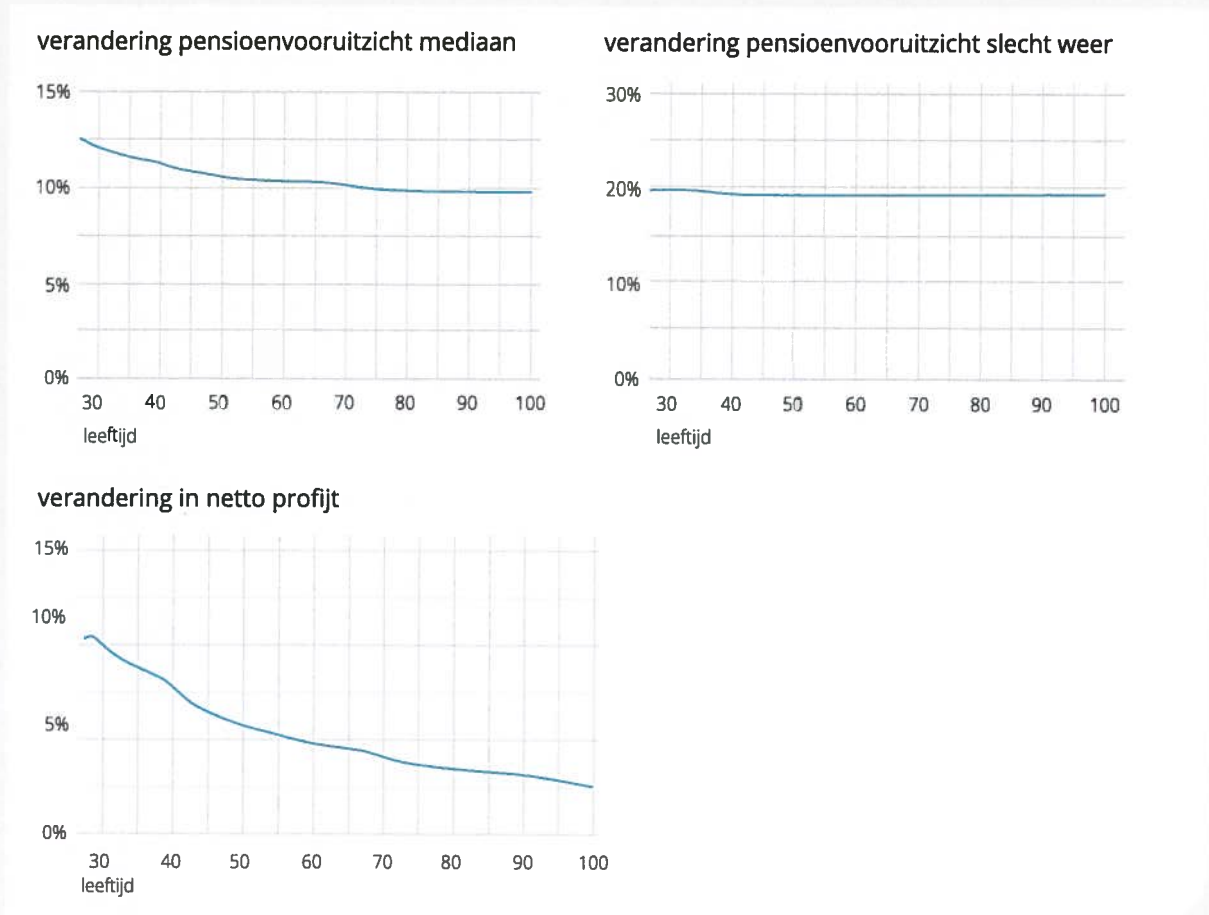 verandering pensioenvooruitzicht mediaan
15%
10%
5%
0%
30 40 50 60 70 80 90 100
leeftijd
verandering pensioenvooruitzicht slecht weer
30%
20%
10%
0%
30 40 50 60 70 80 90 100
leeftijd
verandering in netto profijt
15%
10%
5%
0%
30 40 50 60 70 80 90 100
leeftijd